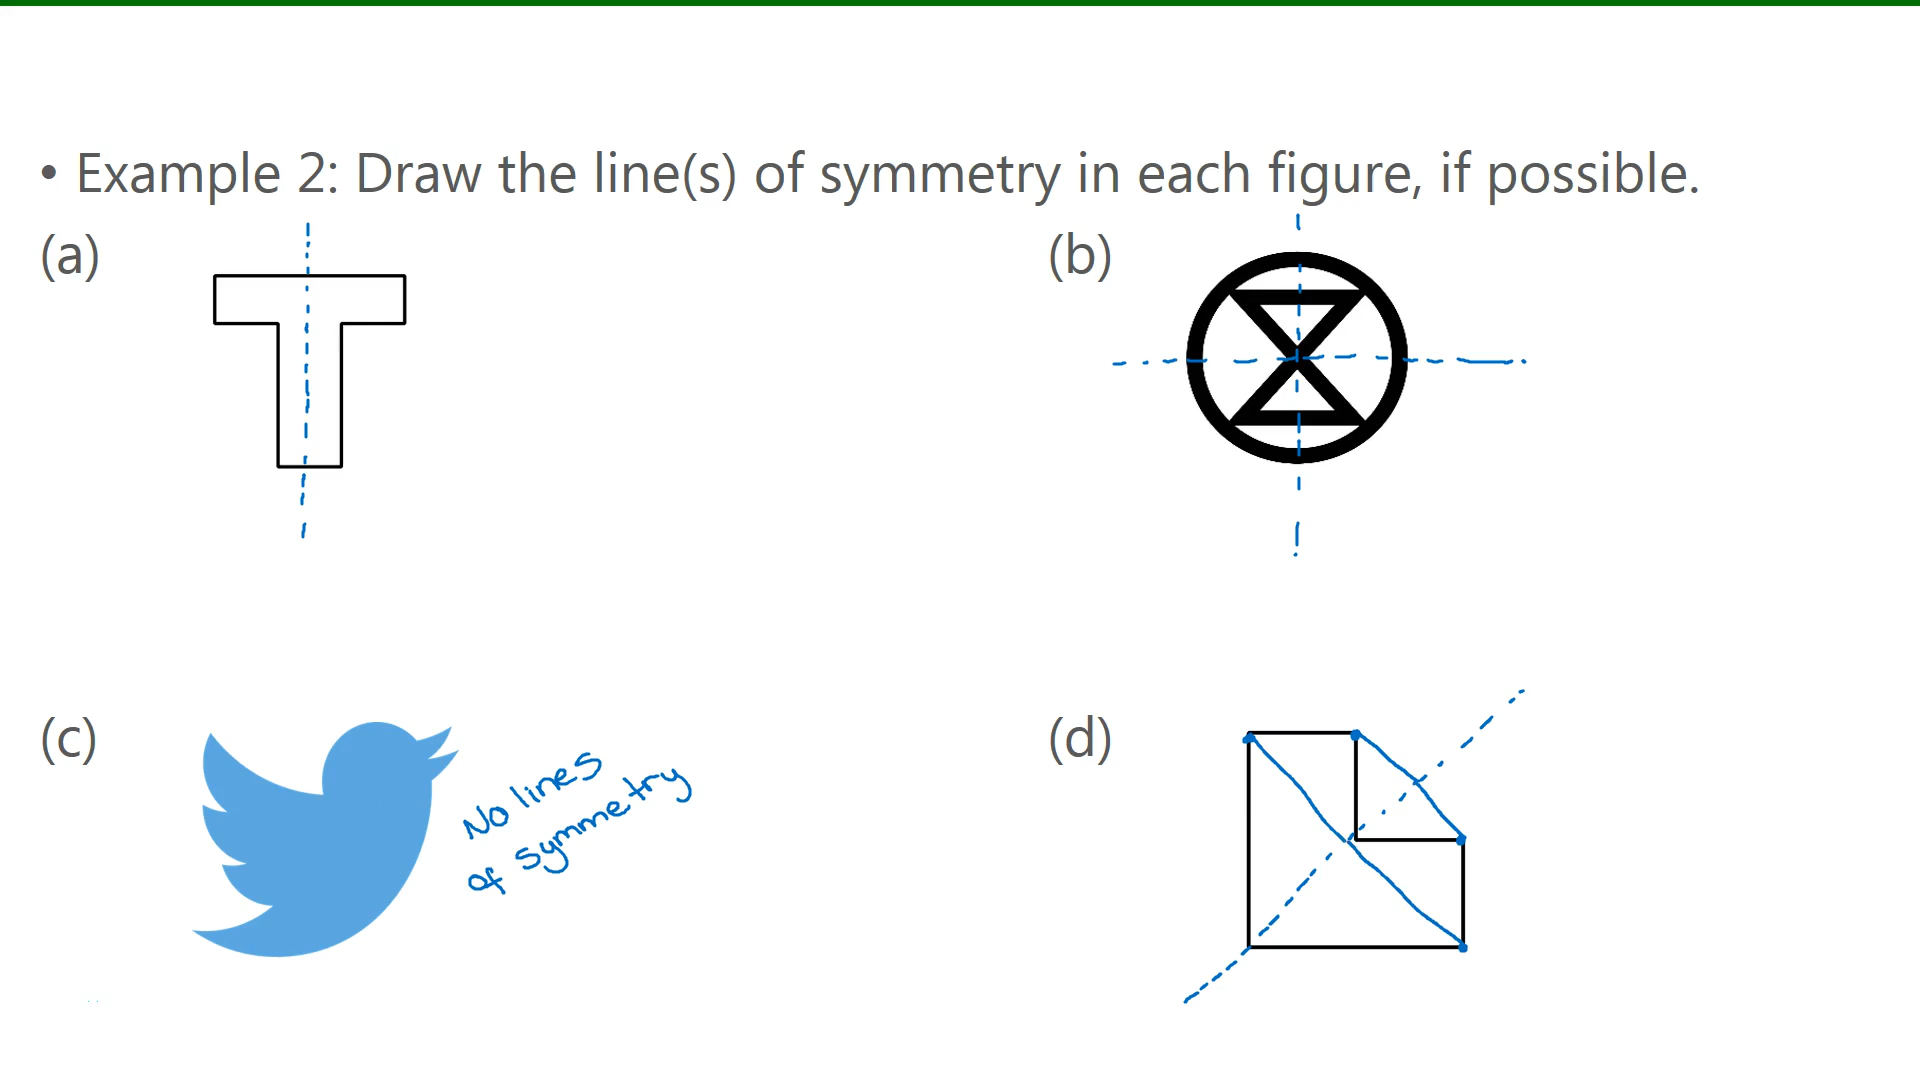 • Example 2: Draw the line(s) of symmetry in each figure, if possible.
(a)
(b)
(c)
No lines
of symmetry
(d)